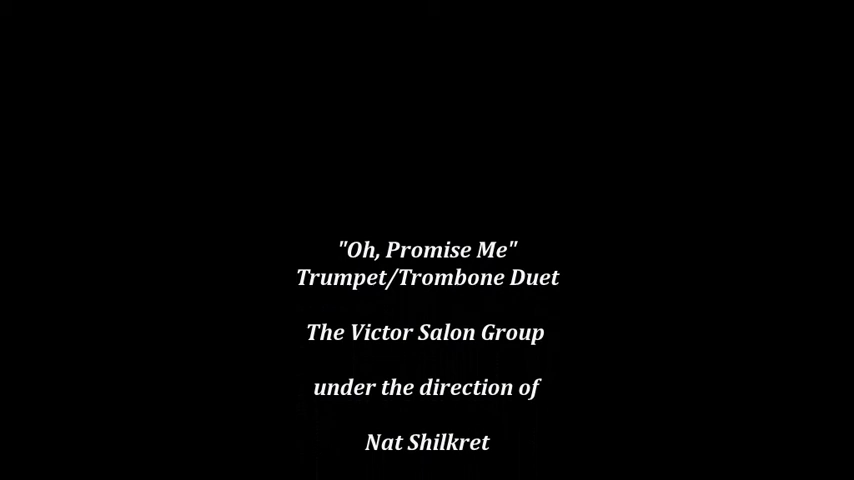 "Oh, Promise Me"
Trumpet/Trombone Duet
The Victor Salon Group
under the direction of
Nat Shilkret